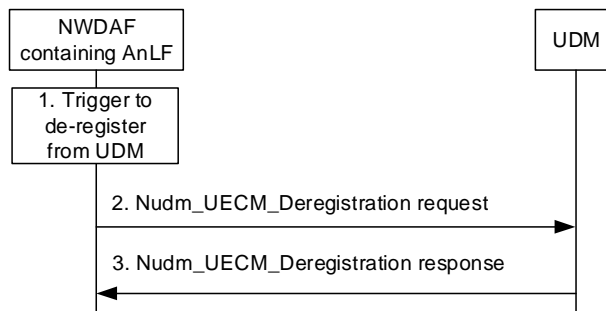 NWDAF
containing AnLF
UDM
1. Trigger to
de-register
from UDM
2. Nudm_UECM_Deregistration request
3. Nudm_UECM_Deregistration response